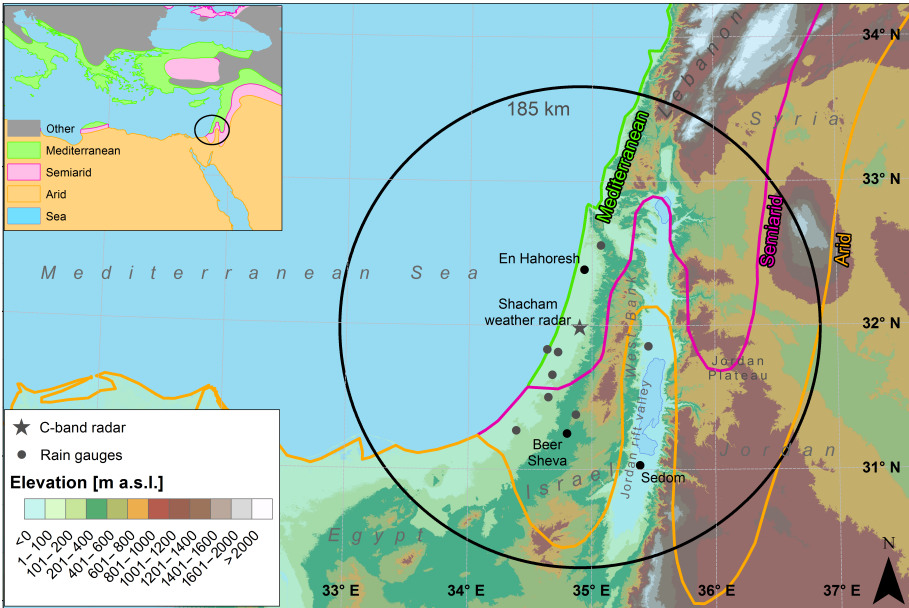 Other
Mediterranean
Semiarid
Arid
Sea
185 km
Lebanon
34° N
Syria
33° N
Mediterranean
Semiarid
Arid
Mediterranean Sea
En Hahoresh
Shacham
weather radar
32° N
West Bank
Jordan
Plateau
Jordan rift valley
Beer
Sheva
Israel
Sedom
Jordan
31° N
Egypt
C-band radar
Rain gauges
Elevation [m a.s.l.]
<0
1–100
101–200
201–400
401–600
601–800
801–1000
1001–1200
1201–1400
1401–1600
1601–2000
>2000
33° E
34° E
35° E
36° E
37° E
N